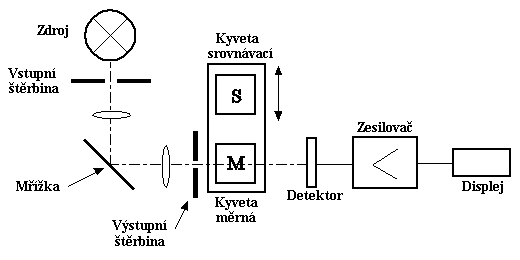 Zdroj
Vstupní
štěrbina
Mřížka
Výstupní
štěrbina
Kyveta
srovnávací
S
M
Kyveta
měrná
Detektor
Zesilovač
Displej